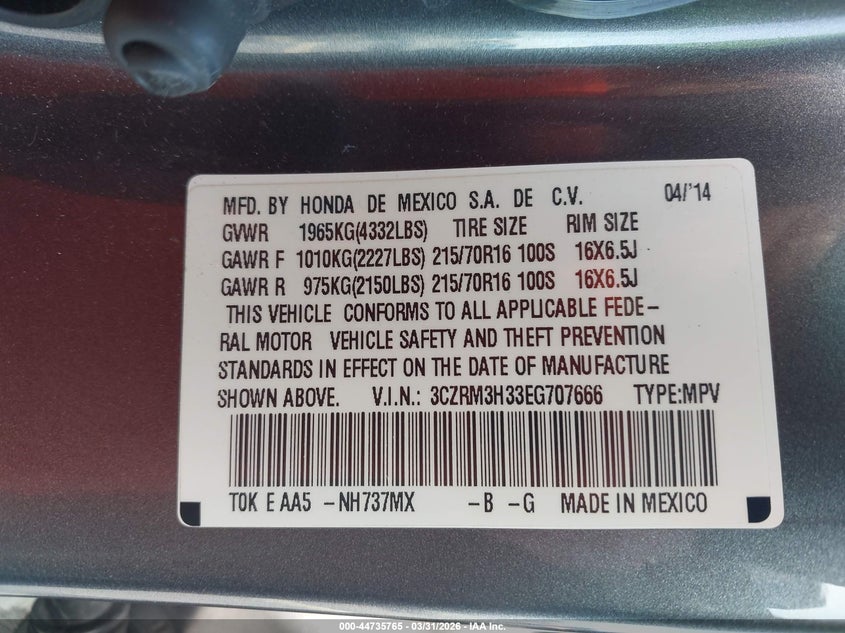 MFD. BY HONDA DE MEXICO S.A. DE C.V. 04/'14
GVWR 1965KG(4332LBS) TIRE SIZE RIM SIZE
GAWR F 1010KG(2227LBS) 215/70R16 100S 16X6.5J
GAWR R 975KG(2150LBS) 215/70R16 100S 16X6.5J
THIS VEHICLE CONFORMS TO ALL APPLICABLE FEDE-
RAL MOTOR VEHICLE SAFETY AND THEFT PREVENTION
STANDARDS IN EFFECT ON THE DATE OF MANUFACTURE
SHOWN ABOVE. V.I.N.: 3CZRM3H33EG707666 TYPE:MPV
T0K E AA5 -NH737MX -B -G MADE IN MEXICO
000-44735765 - 03/31/2026 - © IAA Inc.